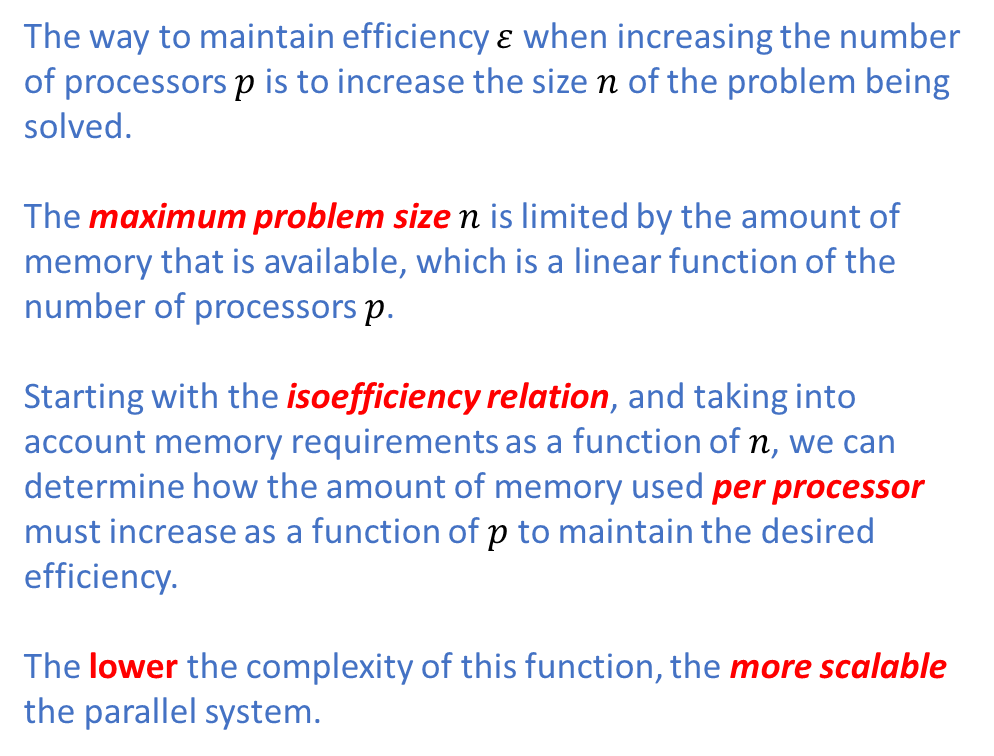 The way to maintain efficiency ε when increasing the number
of processors p is to increase the size n of the problem being
solved.
The maximum problem size n is limited by the amount of
memory that is available, which is a linear function of the
number of processors p.
Starting with the isoefficiency relation, and taking into
account memory requirements as a function of n, we can
determine how the amount of memory used per processor
must increase as a function of p to maintain the desired
efficiency.
The lower the complexity of this function, the more scalable
the parallel system.